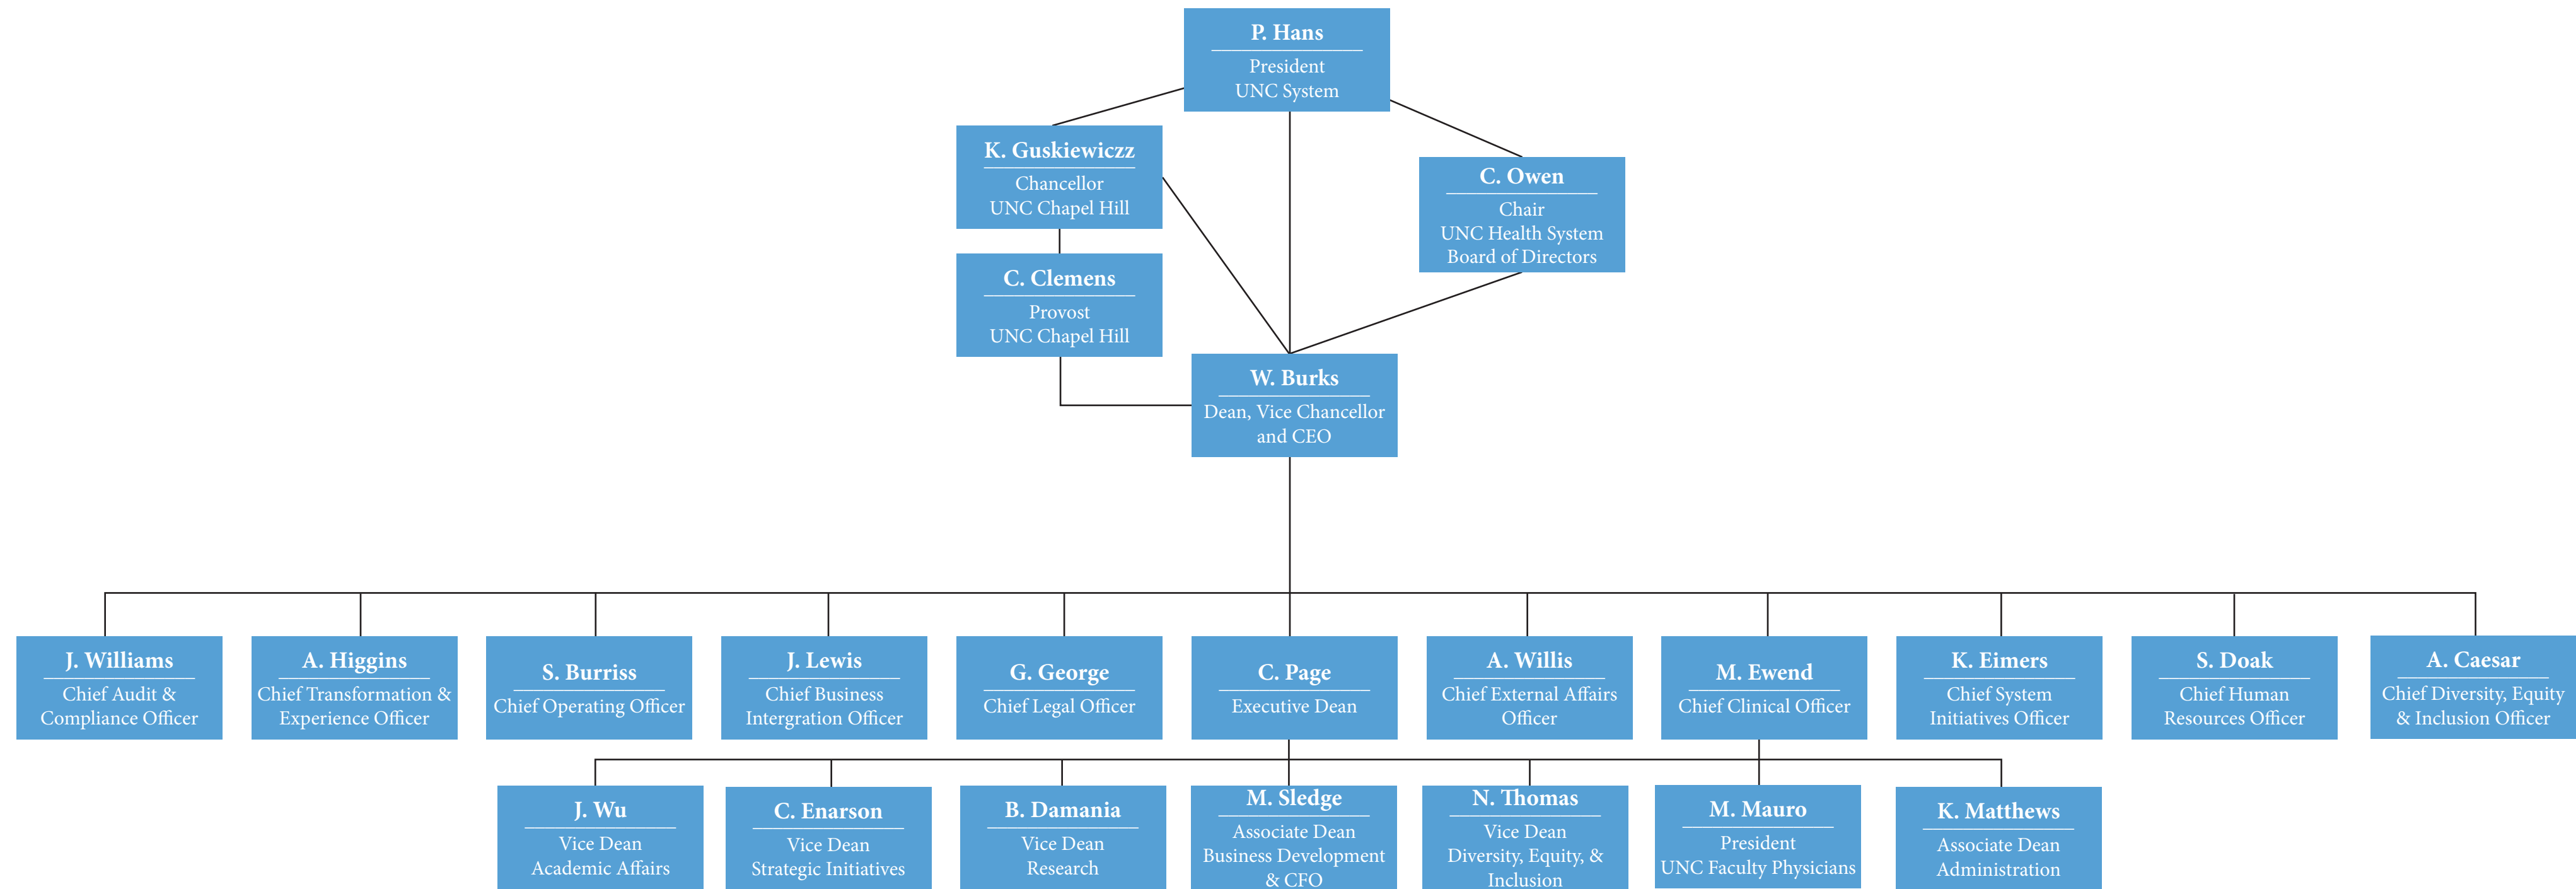 P. Hans
President
UNC System
K. Guskiewiczz
Chancellor
UNC Chapel Hill
C. Owen
Chair
UNC Health System
Board of Directors
C. Clemens
Provost
UNC Chapel Hill
W. Burks
Dean, Vice Chancellor
and CEO
J. Williams
Chief Audit &
Compliance Officer
A. Higgins
Chief Transformation &
Experience Officer
S. Burriss
Chief Operating Officer
J. Lewis
Chief Business
Intergration Officer
G. George
Chief Legal Officer
C. Page
Executive Dean
A. Willis
Chief External Affairs
Officer
M. Ewend
Chief Clinical Officer
K. Eimers
Chief System
Initiatives Officer
S. Doak
Chief Human
Resources Officer
A. Caesar
Chief Diversity, Equity
& Inclusion Officer
J. Wu
Vice Dean
Academic Affairs
C. Enarson
Vice Dean
Strategic Initiatives
B. Damania
Vice Dean
Research
M. Sledge
Associate Dean
Business Development
& CFO
N. Thomas
Vice Dean
Diversity, Equity, &
Inclusion
M. Mauro
President
UNC Faculty Physicians
K. Matthews
Associate Dean
Administration